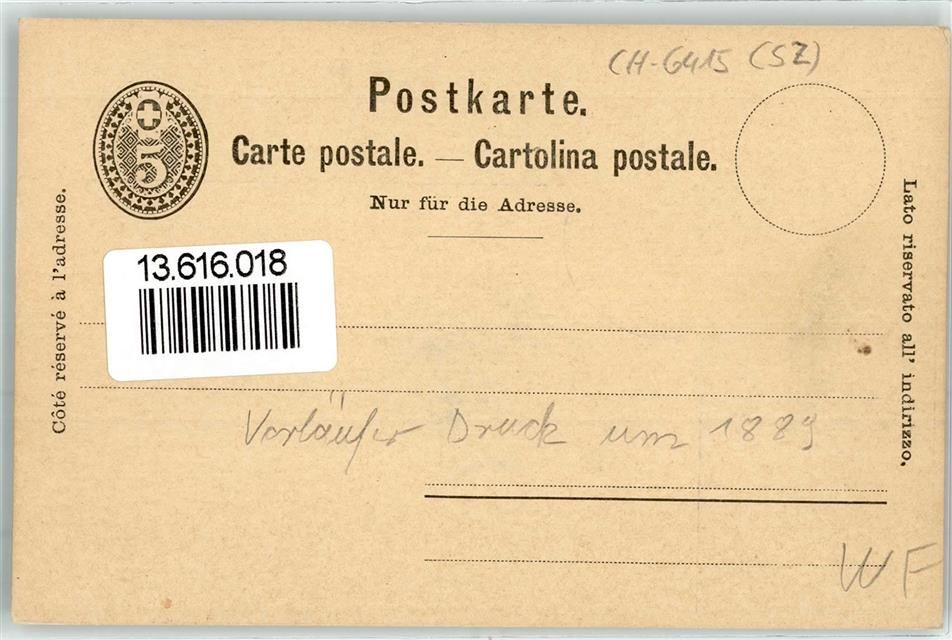 CH-6415 (SZ)
Postkarte.
Carte postale. — Cartolina postale.
Nur für die Adresse.
5
Côté réservé à l'adresse.
Lato riservato all' indirizzo.
13.616.018
Vorläufer Druck um 1889
WF